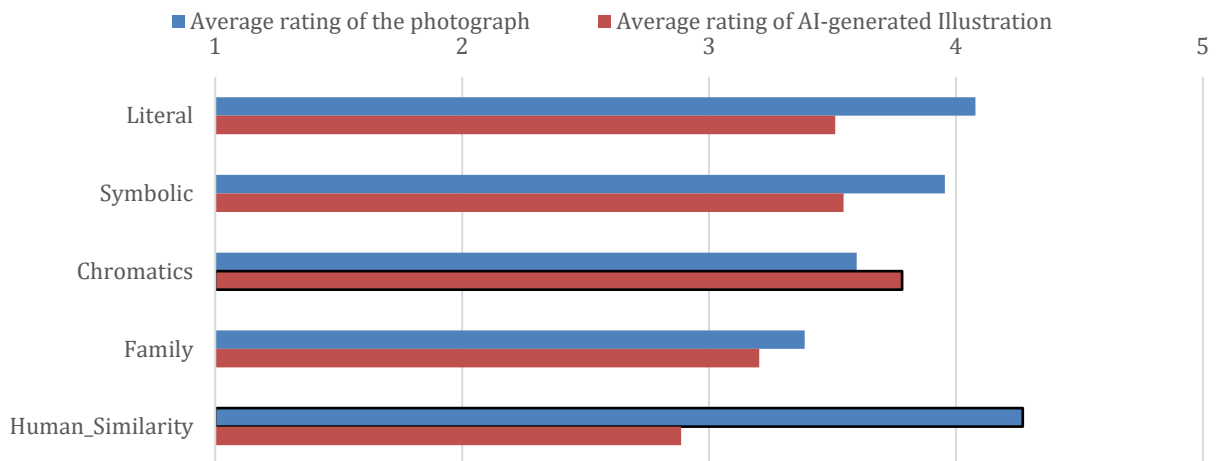 Average rating of the photograph Average rating of AI-generated Illustration
1 2 3 4 5
Literal
Symbolic
Chromatics
Family
Human_Similarity